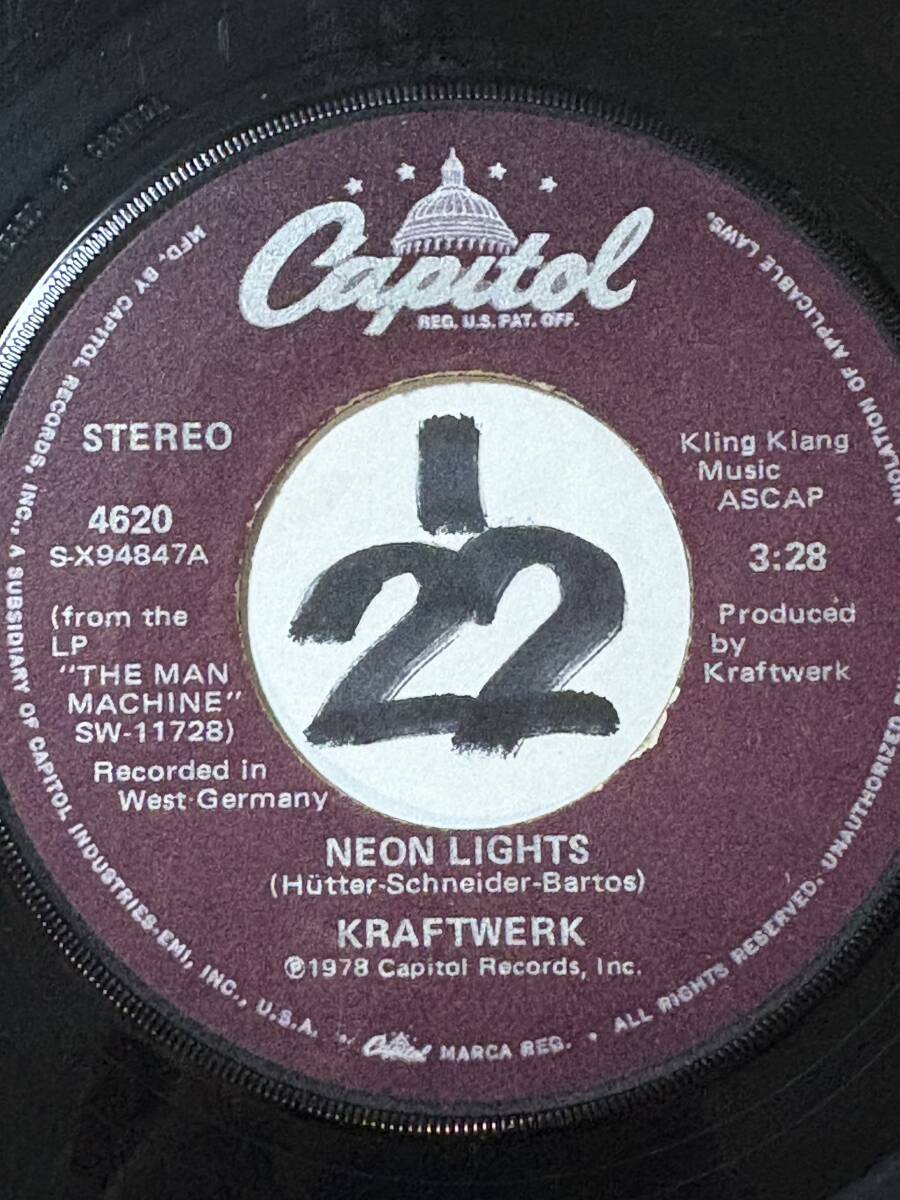 Capitol
REG. U.S. PAT. OFF.
MFD. BY CAPITOL RECORDS, INC., A SUBSIDIARY OF CAPITOL INDUSTRIES-EMI, INC., U.S.A.
Capitol MARCA REG. • ALL RIGHTS RESERVED. UNAUTHORIZED
VIOLATION OF APPLICABLE LAWS.
STEREO
4620
S-X94847A
(from the
LP
"THE MAN
MACHINE"
SW-11728)
Recorded in
West Germany
1
22
Kling Klang
Music
ASCAP
3:28
Produced
by
Kraftwerk
NEON LIGHTS
(Hütter-Schneider-Bartos)
KRAFTWERK
℗1978 Capitol Records, Inc.